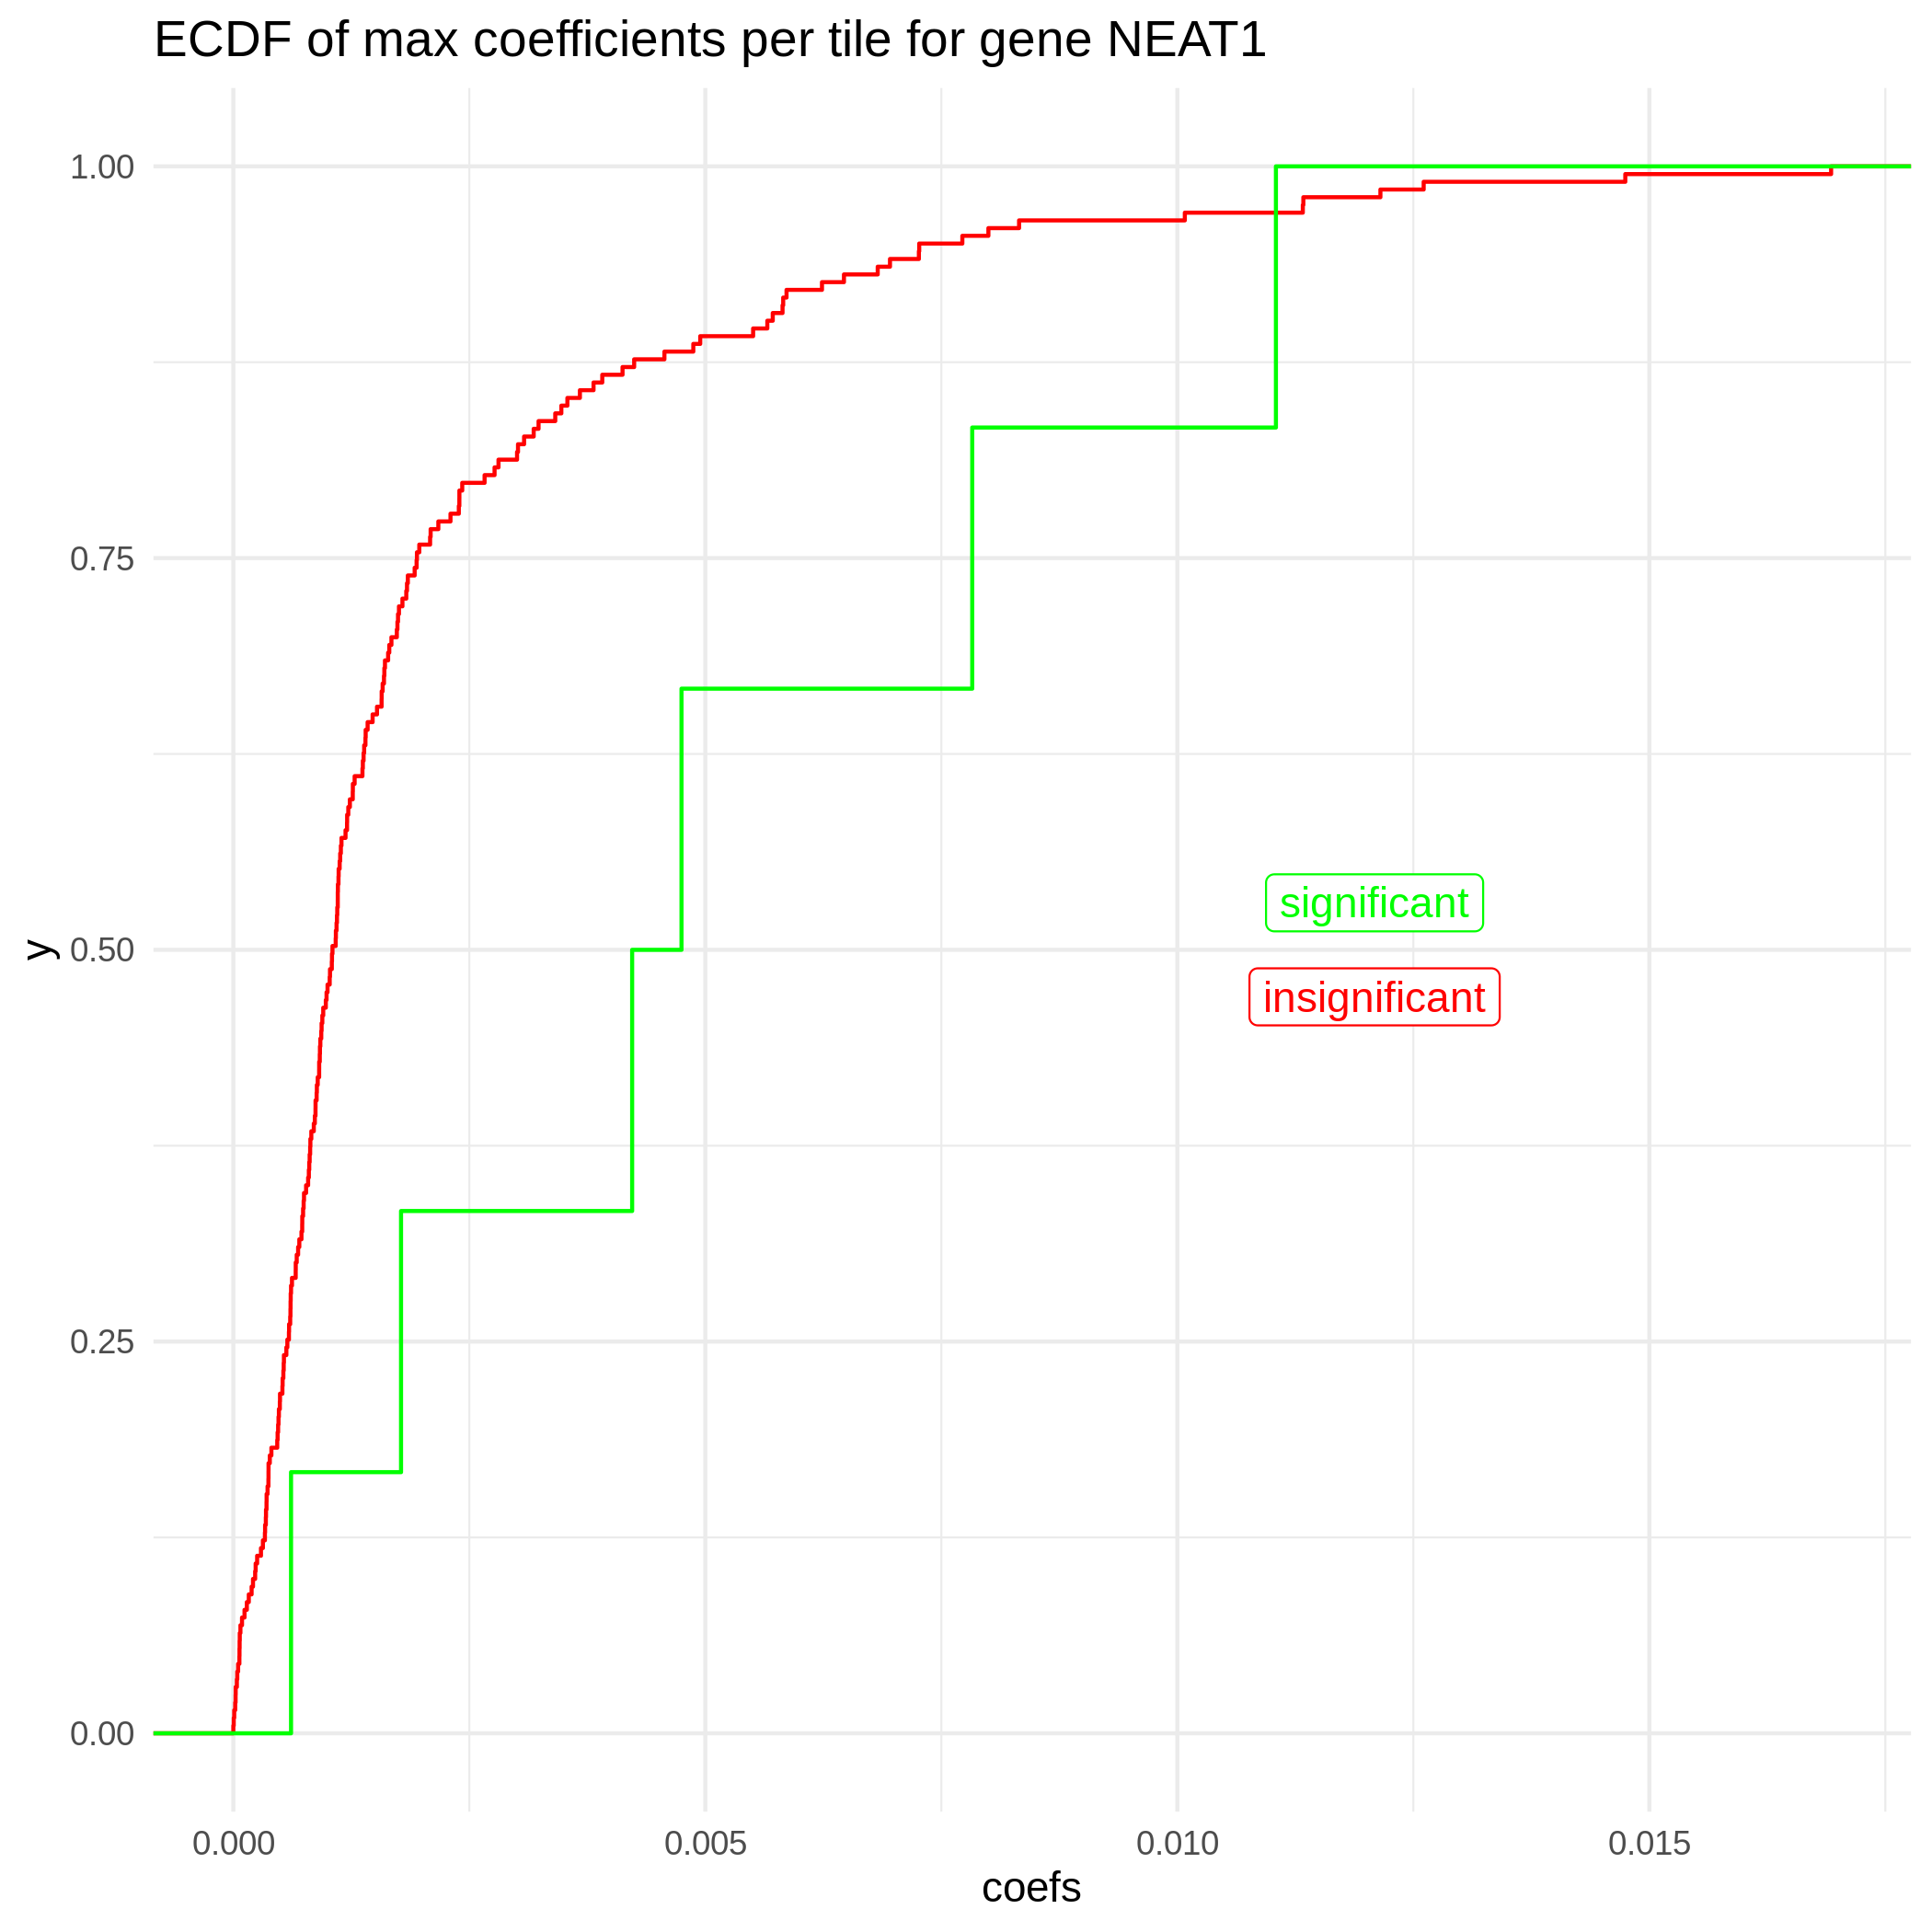 ECDF of max coefficients per tile for gene NEAT1
1.00
0.75
0.50
0.25
0.00
y
significant
insignificant
0.000 0.005 0.010 0.015
coefs